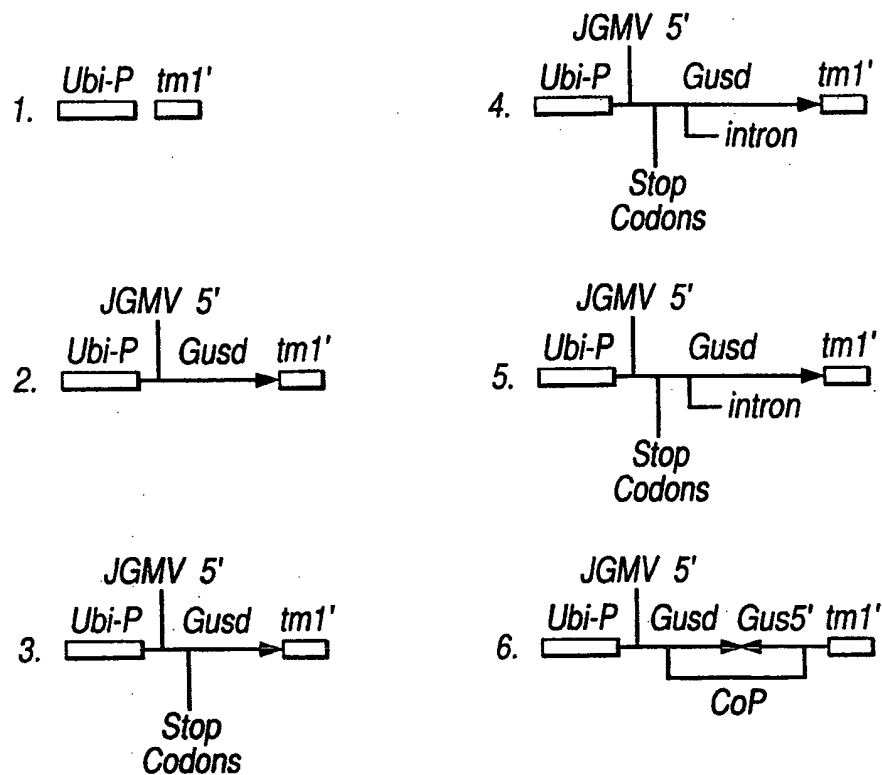 Ubi-P tm1'
1.
JGMV 5'
Ubi-P Gusd tm1'
2.
JGMV 5'
Ubi-P Gusd tm1'
3.
Stop
Codons
JGMV 5'
Ubi-P Gusd tm1'
4.
intron
Stop
Codons
JGMV 5'
Ubi-P Gusd tm1'
5.
intron
Stop
Codons
JGMV 5'
Ubi-P Gusd Gus5' tm1'
6.
CoP